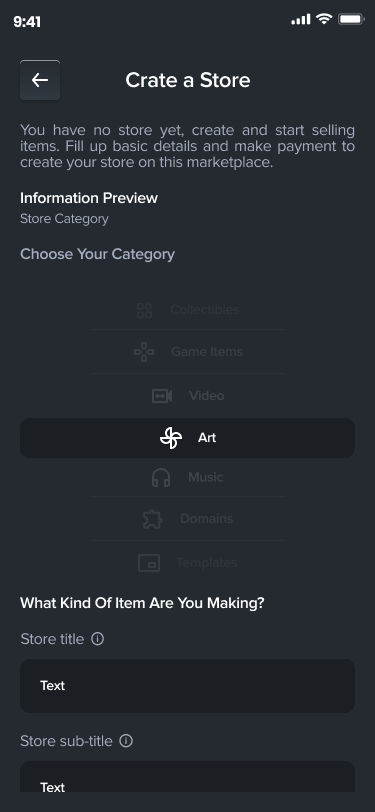 9:41
Crate a Store
You have no store yet, create and start selling
items. Fill up basic details and make payment to
create your store on this marketplace.
Information Preview
Store Category
Choose Your Category
Collectibles
Game Items
Video
Art
Music
Domains
Templates
What Kind Of Item Are You Making?
Store title
Text
Store sub-title
Text